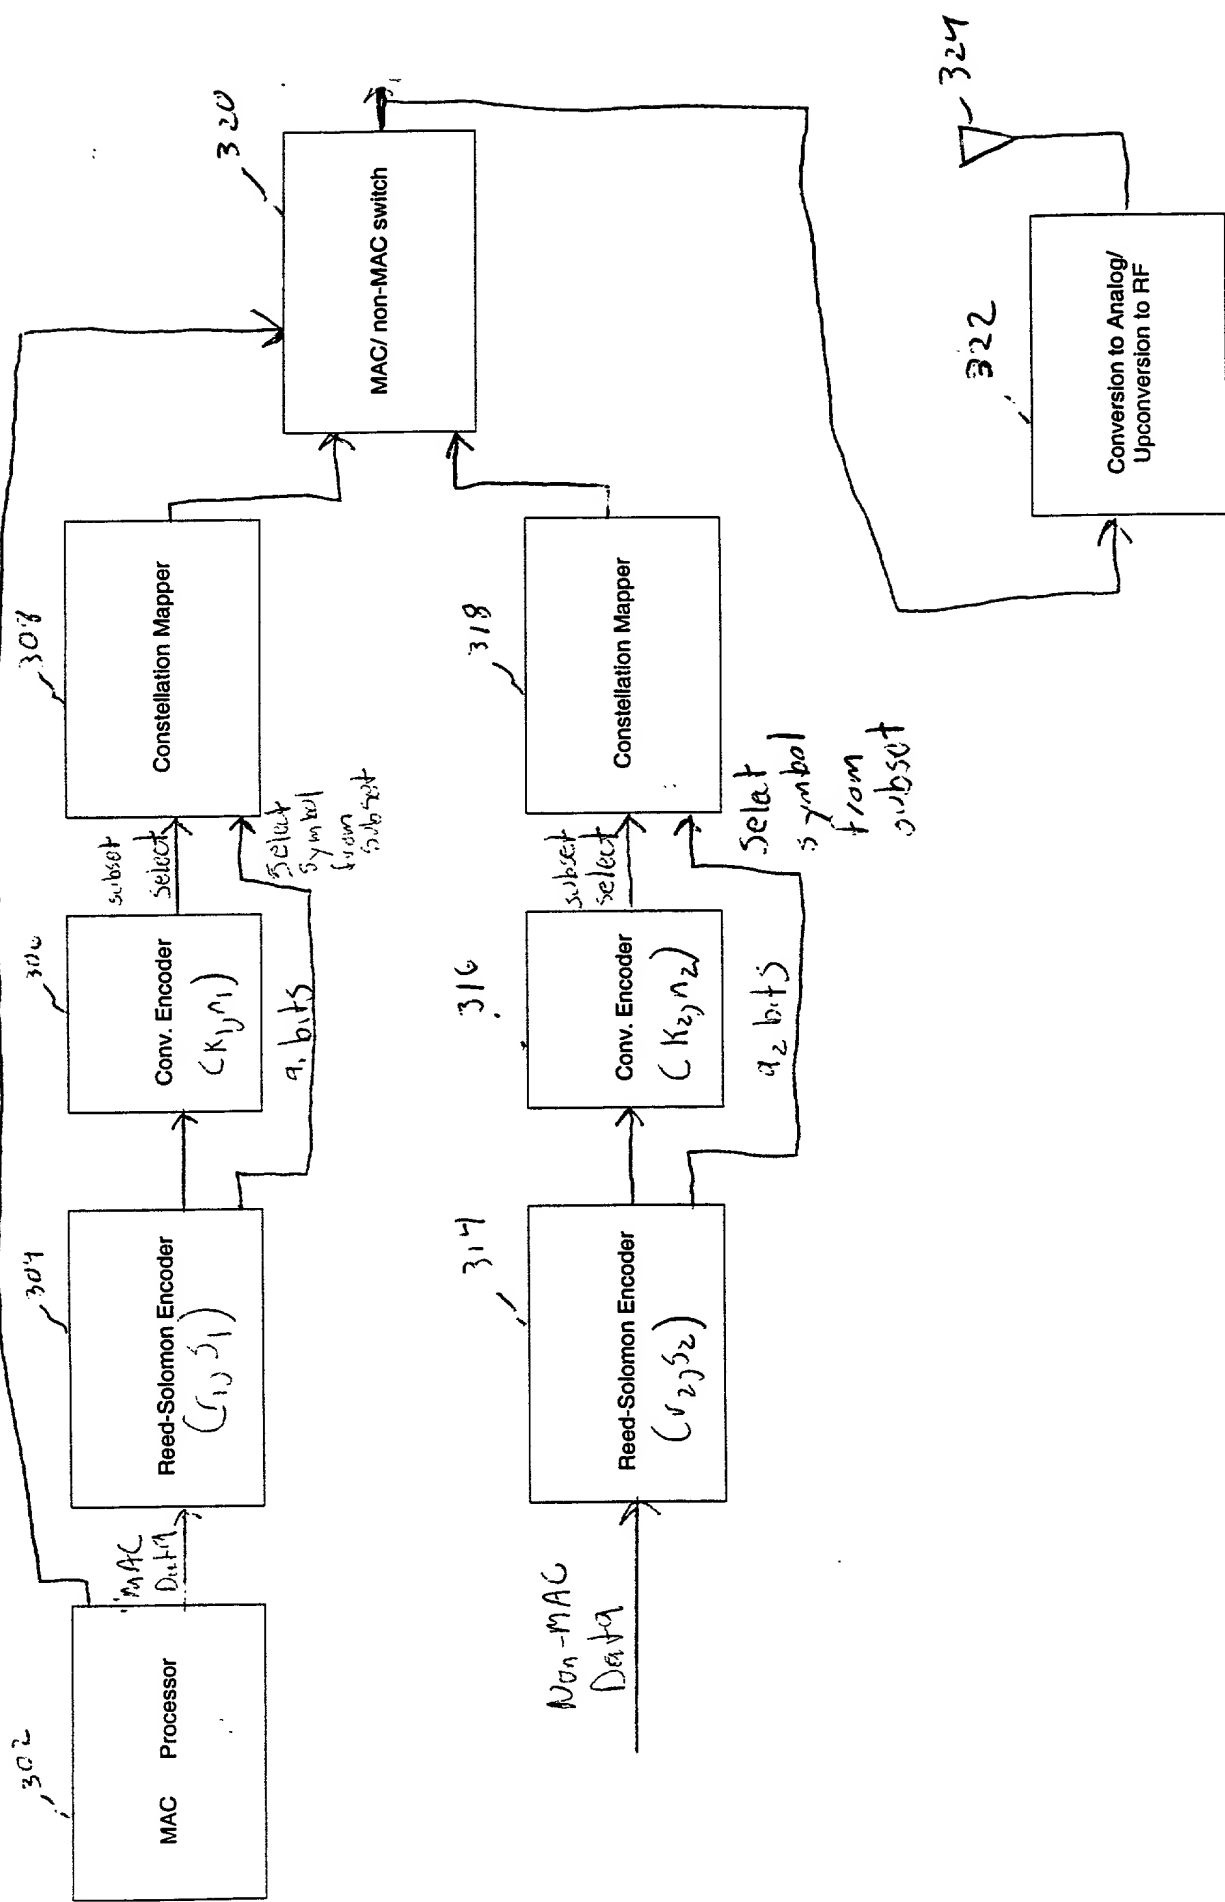 302
MAC Processor
MAC
Data
304
Reed-Solomon Encoder
(r₁, s₁)
306
Conv. Encoder
(k₁, n₁)
a₁ bits
subset
select
select
symbol
from
subset
308
Constellation Mapper
320
MAC/ non-MAC switch
Non-MAC
Data
314
Reed-Solomon Encoder
(r₂, s₂)
316
Conv. Encoder
(k₂, n₂)
a₂ bits
subset
select
Select
symbol
from
subset
318
Constellation Mapper
322
Conversion to Analog/
Upconversion to RF
324